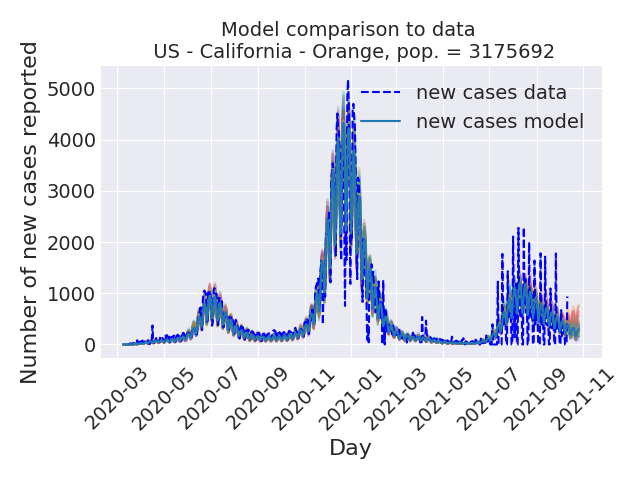 Model comparison to data
US - California - Orange, pop. = 3175692
Number of new cases reported
5000
4000
3000
2000
1000
0
new cases data
new cases model
2020-03
2020-05
2020-07
2020-09
2020-11
2021-01
2021-03
2021-05
2021-07
2021-09
2021-11
Day